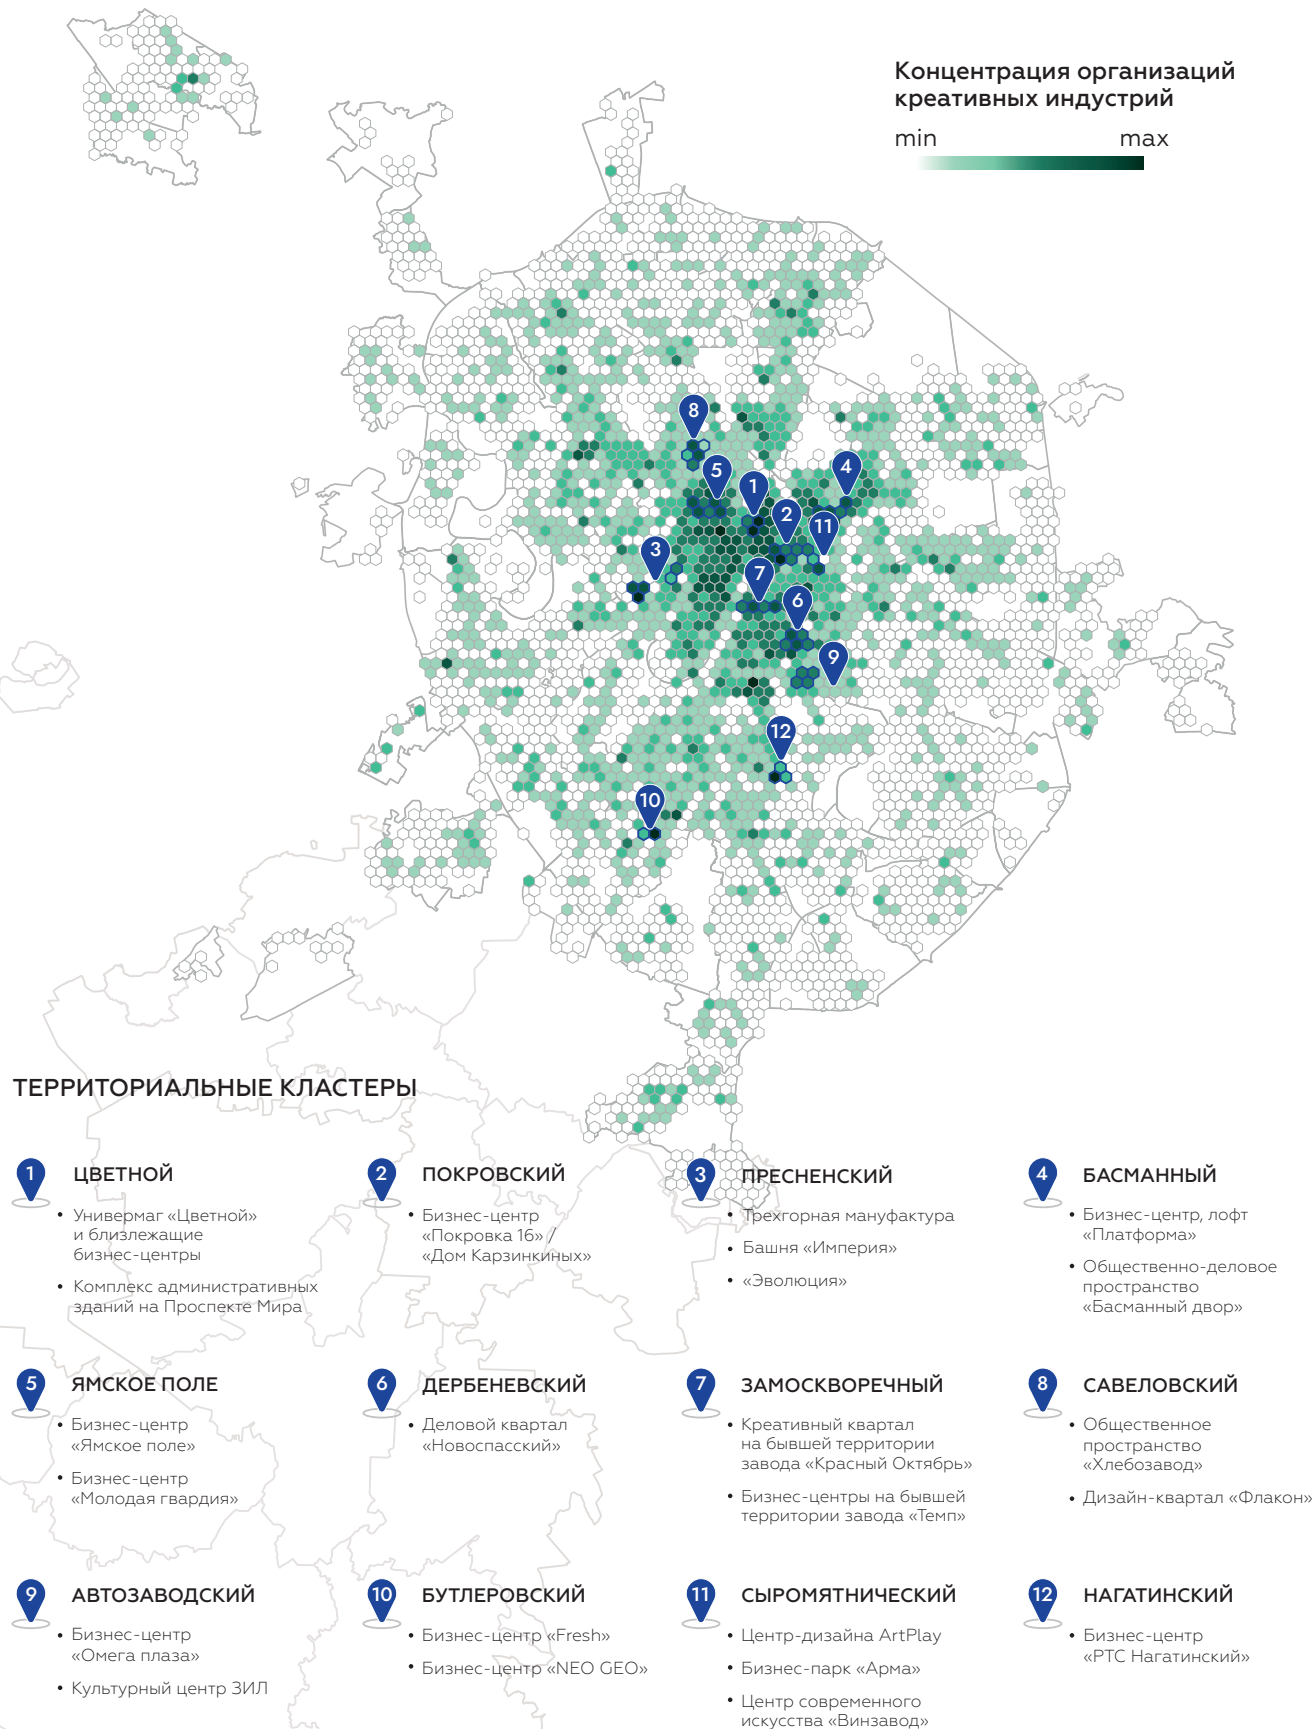 Концентрация организаций
креативных индустрий
min max
8
5
1
4
2
11
3
7
6
9
12
10
ТЕРРИТОРИАЛЬНЫЕ КЛАСТЕРЫ
1 ЦВЕТНОЙ
• Универмаг «Цветной»
и близлежащие
бизнес-центры
• Комплекс административных
зданий на Проспекте Мира
2 ПОКРОВСКИЙ
• Бизнес-центр
«Покровка 16» /
«Дом Карзинкиных»
3 ПРЕСНЕНСКИЙ
• Трехгорная мануфактура
• Башня «Империя»
• «Эволюция»
4 БАСМАННЫЙ
• Бизнес-центр, лофт
«Платформа»
• Общественно-деловое
пространство
«Басманный двор»
5 ЯМСКОЕ ПОЛЕ
• Бизнес-центр
«Ямское поле»
• Бизнес-центр
«Молодая гвардия»
6 ДЕРБЕНЕВСКИЙ
• Деловой квартал
«Новоспасский»
7 ЗАМОСКВОРЕЧНЫЙ
• Креативный квартал
на бывшей территории
завода «Красный Октябрь»
• Бизнес-центры на бывшей
территории завода «Темп»
8 САВЕЛОВСКИЙ
• Общественное
пространство
«Хлебозавод»
• Дизайн-квартал «Флакон»
9 АВТОЗАВОДСКИЙ
• Бизнес-центр
«Омега плаза»
• Культурный центр ЗИЛ
10 БУТЛЕРОВСКИЙ
• Бизнес-центр «Fresh»
• Бизнес-центр «NEO GEO»
11 СЫРОМЯТНИЧЕСКИЙ
• Центр-дизайна ArtPlay
• Бизнес-парк «Арма»
• Центр современного
искусства «Винзавод»
12 НАГАТИНСКИЙ
• Бизнес-центр
«РТС Нагатинский»